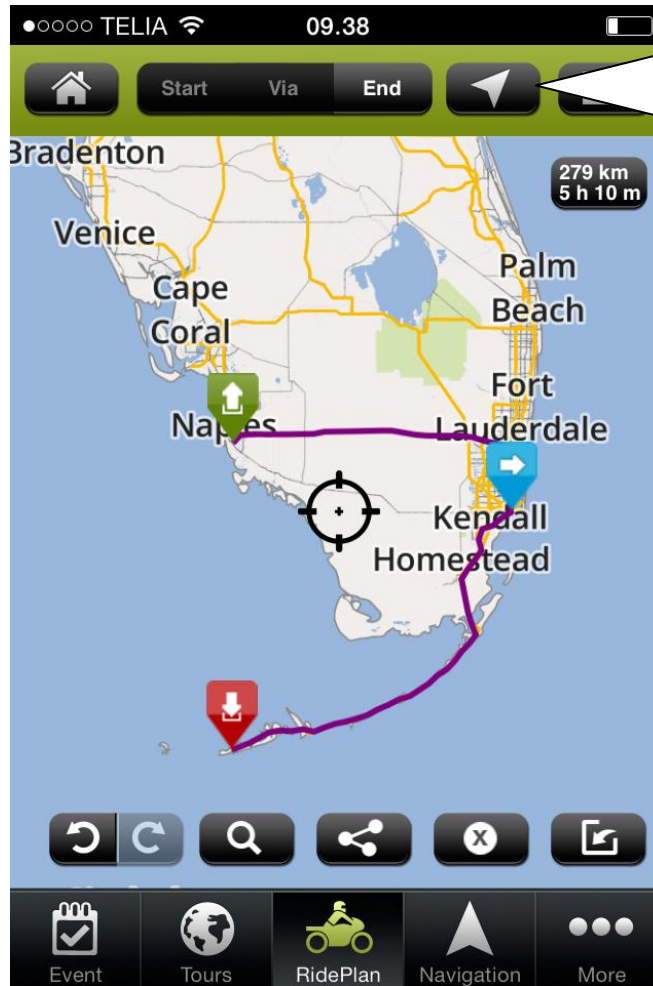 TELIA 09.38
Start Via End
Bradenton
279 km
5 h 10 m
Venice
Palm
Beach
Cape
Coral
Fort
Lauderdale
Naples
Kendall
Homestead
X
Event Tours RidePlan Navigation More